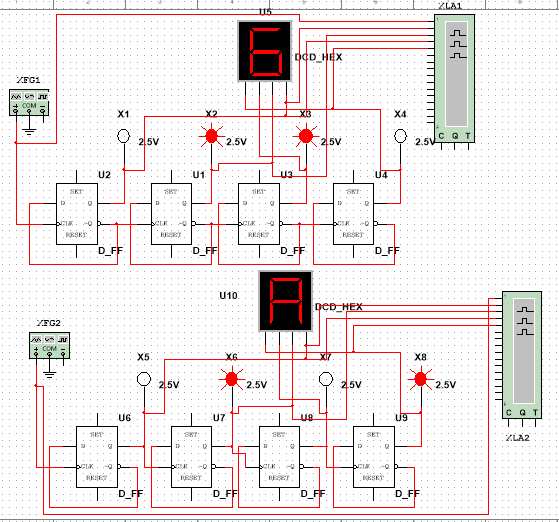 XLA1
U5
6
DCD_HEX
XFG1
COM
X1 X2 X3 X4
2.5V 2.5V 2.5V 2.5V
C Q T
U2 U1 U3 U4
SET SET SET SET
D Q D Q D Q D Q
CLK ~Q CLK ~Q CLK ~Q CLK ~Q
RESET RESET RESET RESET
D_FF D_FF D_FF D_FF
U10
A
DCD_HEX
XFG2
COM
X5 X6 X7 X8
2.5V 2.5V 2.5V 2.5V
C Q T
XLA2
U6 U7 U8 U9
SET SET SET SET
D Q D Q D Q D Q
CLK ~Q CLK ~Q CLK ~Q CLK ~Q
RESET RESET RESET RESET
D_FF D_FF D_FF D_FF